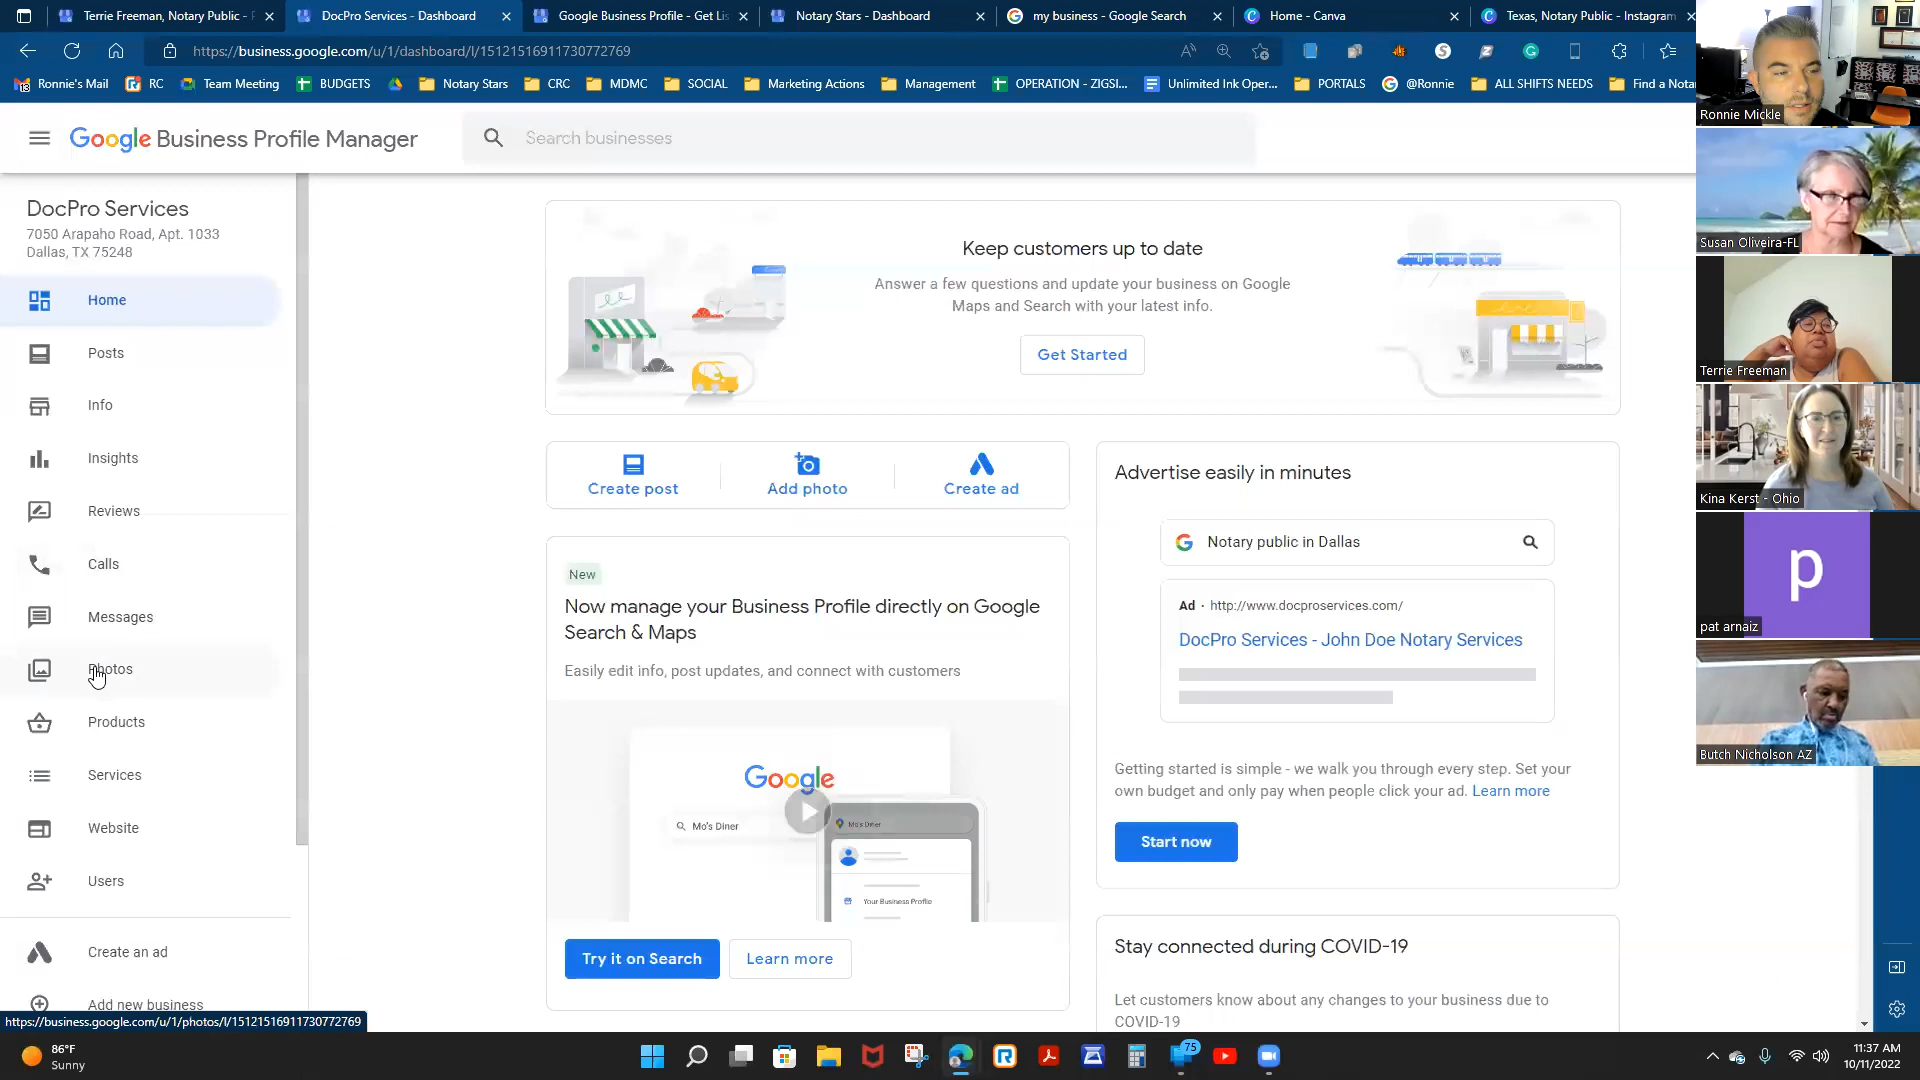 Terrie Freeman, Notary Public -
DocPro Services - Dashboard
Google Business Profile - Get Lis
Notary Stars - Dashboard
my business - Google Search
Home - Canva
Texas, Notary Public - Instagram
https://business.google.com/u/1/dashboard/l/15121516911730772769
Ronnie's Mail
RC
Team Meeting
BUDGETS
Notary Stars
CRC
MDMC
SOCIAL
Marketing Actions
Management
OPERATION - ZIGSI...
Unlimited Ink Oper...
PORTALS
@Ronnie
ALL SHIFTS NEEDS
Find a Nota
Google Business Profile Manager
Search businesses
DocPro Services
7050 Arapaho Road, Apt. 1033
Dallas, TX 75248
Home
Posts
Info
Insights
Reviews
Calls
Messages
Photos
Products
Services
Website
Users
Create an ad
Add new business
https://business.google.com/u/1/photos/l/15121516911730772769
Keep customers up to date
Answer a few questions and update your business on Google
Maps and Search with your latest info.
Get Started
Create post
Add photo
Create ad
New
Now manage your Business Profile directly on Google
Search & Maps
Easily edit info, post updates, and connect with customers
Google
Mo's Diner
Mo's Diner
Your Business Profile
Try it on Search
Learn more
Advertise easily in minutes
Notary public in Dallas
Ad · http://www.docproservices.com/
DocPro Services - John Doe Notary Services
Getting started is simple - we walk you through every step. Set your
own budget and only pay when people click your ad. Learn more
Start now
Stay connected during COVID-19
Let customers know about any changes to your business due to
COVID-19
Ronnie Mickle
Susan Oliveira-FL
Terrie Freeman
Kina Kerst - Ohio
p
pat arnaiz
Butch Nicholson AZ
86°F
Sunny
75
11:37 AM
10/11/2022